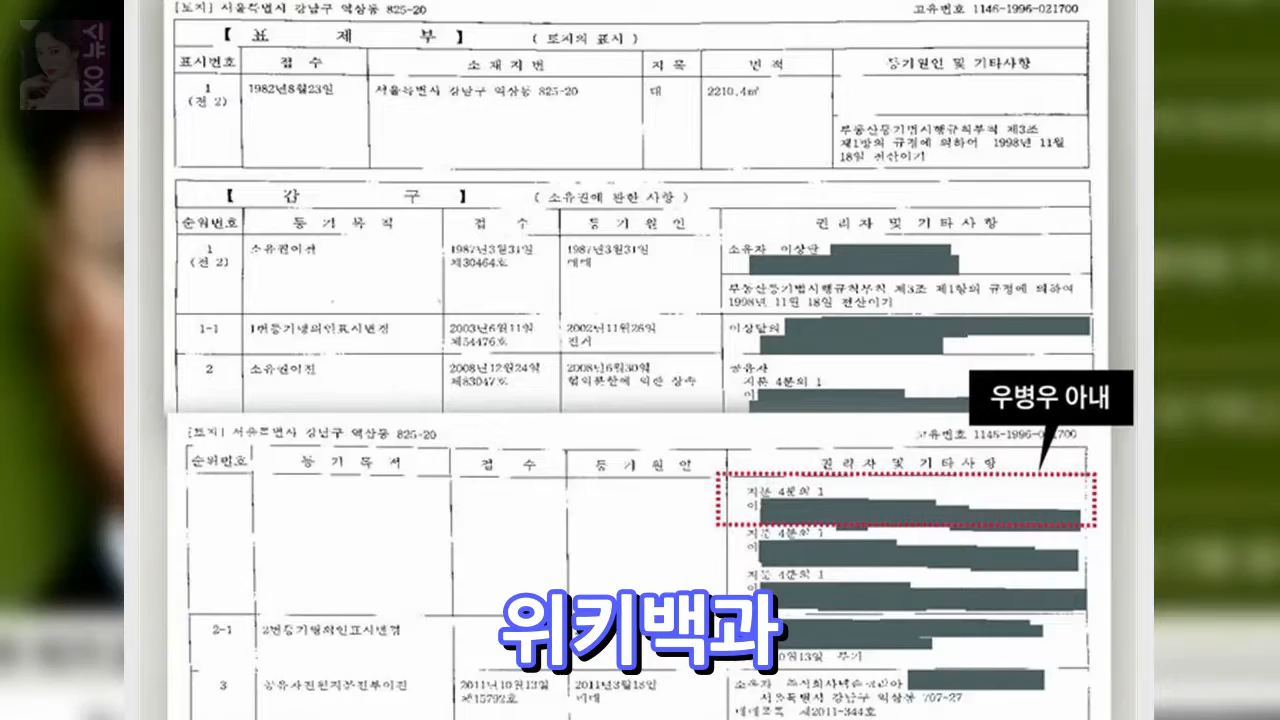 [토지] 서울특별시 강남구 역삼동 825-20
고유번호 1146-1996-021700
DKO 뉴스
【 표 제 부 】 ( 토지의 표시 )
표시번호 접 수 소 재 지 번 지 목 면 적 등기원인 및 기타사항
1 1982년8월23일 서울특별시 강남구 역삼동 825-20 대 2210.4㎡
(전 2)
부동산등기법시행규칙부칙 제3조
제1항의 규정에 의하여 1998년 11월
18일 전산이기
【 갑 구 】 ( 소유권에 관한 사항 )
순위번호 등 기 목 적 접 수 등 기 원 인 권 리 자 및 기 타 사 항
1 소유권이전 1987년3월31일 1987년3월31일 소유자 이상달
(전 2) 제30464호 매매
부동산등기법시행규칙부칙 제3조 제1항의 규정에 의하여
1998년 11월 18일 전산이기
1-1 1번등기명의인표시변경 2003년6월11일 2002년11월26일 이상달의
제54476호 전거
2 소유권이전 2008년12월24일 2008년6월30일 공유자
제83047호 협의분할에 의한 상속 지분 4분의 1
이
우병우 아내
[토지] 서울특별시 강남구 역삼동 825-20 고유번호 1146-1996-021700
순위번호 등 기 목 적 접 수 등 기 원 인 권 리 자 및 기 타 사 항
지분 4분의 1
이
지분 4분의 1
이
지분 4분의 1
이
위키백과
2-1 2번등기명의인표시변경
부기
3 공유자전원지분전부이전 2011년10월13일 2011년3월18일 소유자 주식회사넥슨코리아
제15792호 매매 서울특별시 강남구 역삼동 707-27
매매목록 제2011-344호